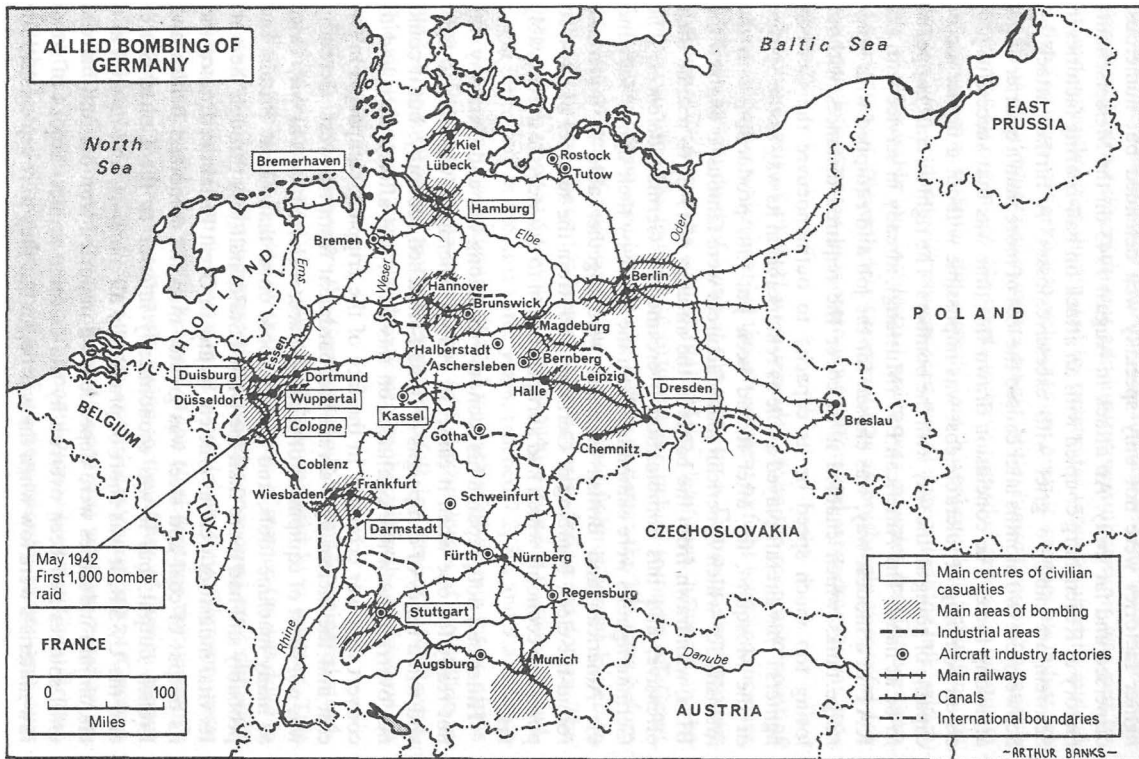 ALLIED BOMBING OF
GERMANY
North
Sea
Baltic Sea
EAST
PRUSSIA
Kiel
Lübeck
Rostock
Tutow
Bremerhaven
Hamburg
Bremen
Elbe
Oder
Ems
Weser
HOLLAND
Hannover
Brunswick
Berlin
POLAND
Magdeburg
Halberstadt
Aschersleben
Bernberg
Essen
Duisburg
Dortmund
Düsseldorf
Wuppertal
Cologne
Kassel
Halle
Leipzig
Dresden
Breslau
BELGIUM
Gotha
Chemnitz
Coblenz
Wiesbaden
Frankfurt
Schweinfurt
LUX.
Darmstadt
CZECHOSLOVAKIA
May 1942
First 1,000 bomber
raid
Fürth
Nürnberg
Stuttgart
Regensburg
Rhine
FRANCE
Augsburg
Munich
Danube
AUSTRIA
0 100
Miles
Main centres of civilian
casualties
Main areas of bombing
Industrial areas
Aircraft industry factories
Main railways
Canals
International boundaries
~ARTHUR BANKS~